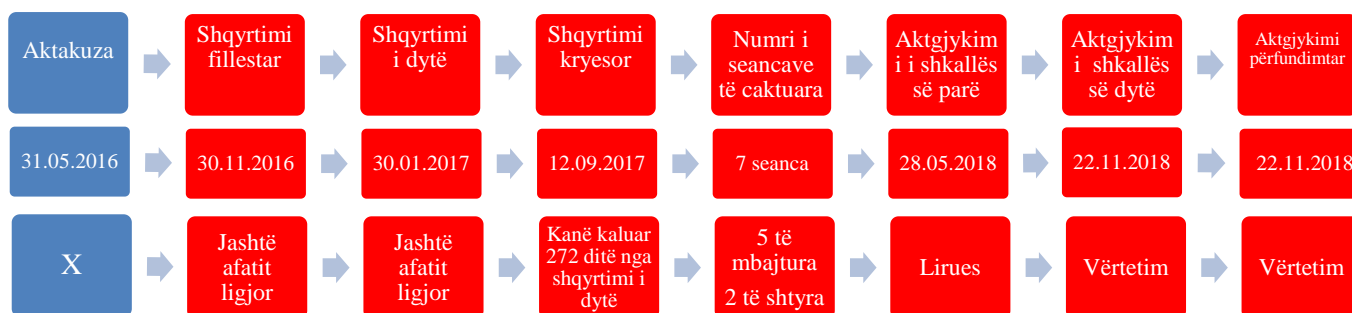 Aktakuza
Shqyrtimi
fillestar
Shqyrtimi
i dytë
Shqyrtimi
kryesor
Numri i
seancave
të caktuara
Aktgjykim
i i shkallës
së parë
Aktgjykim
i shkallës
së dytë
Aktgjykimi
përfundimtar
31.05.2016
30.11.2016
30.01.2017
12.09.2017
7 seanca
28.05.2018
22.11.2018
22.11.2018
X
Jashtë
afatit
ligjor
Jashtë
afatit
ligjor
Kanë kaluar
272 ditë nga
shqyrtimi i
dytë
5 të
mbajtura
2 të shtyra
Lirues
Vërtetim
Vërtetim